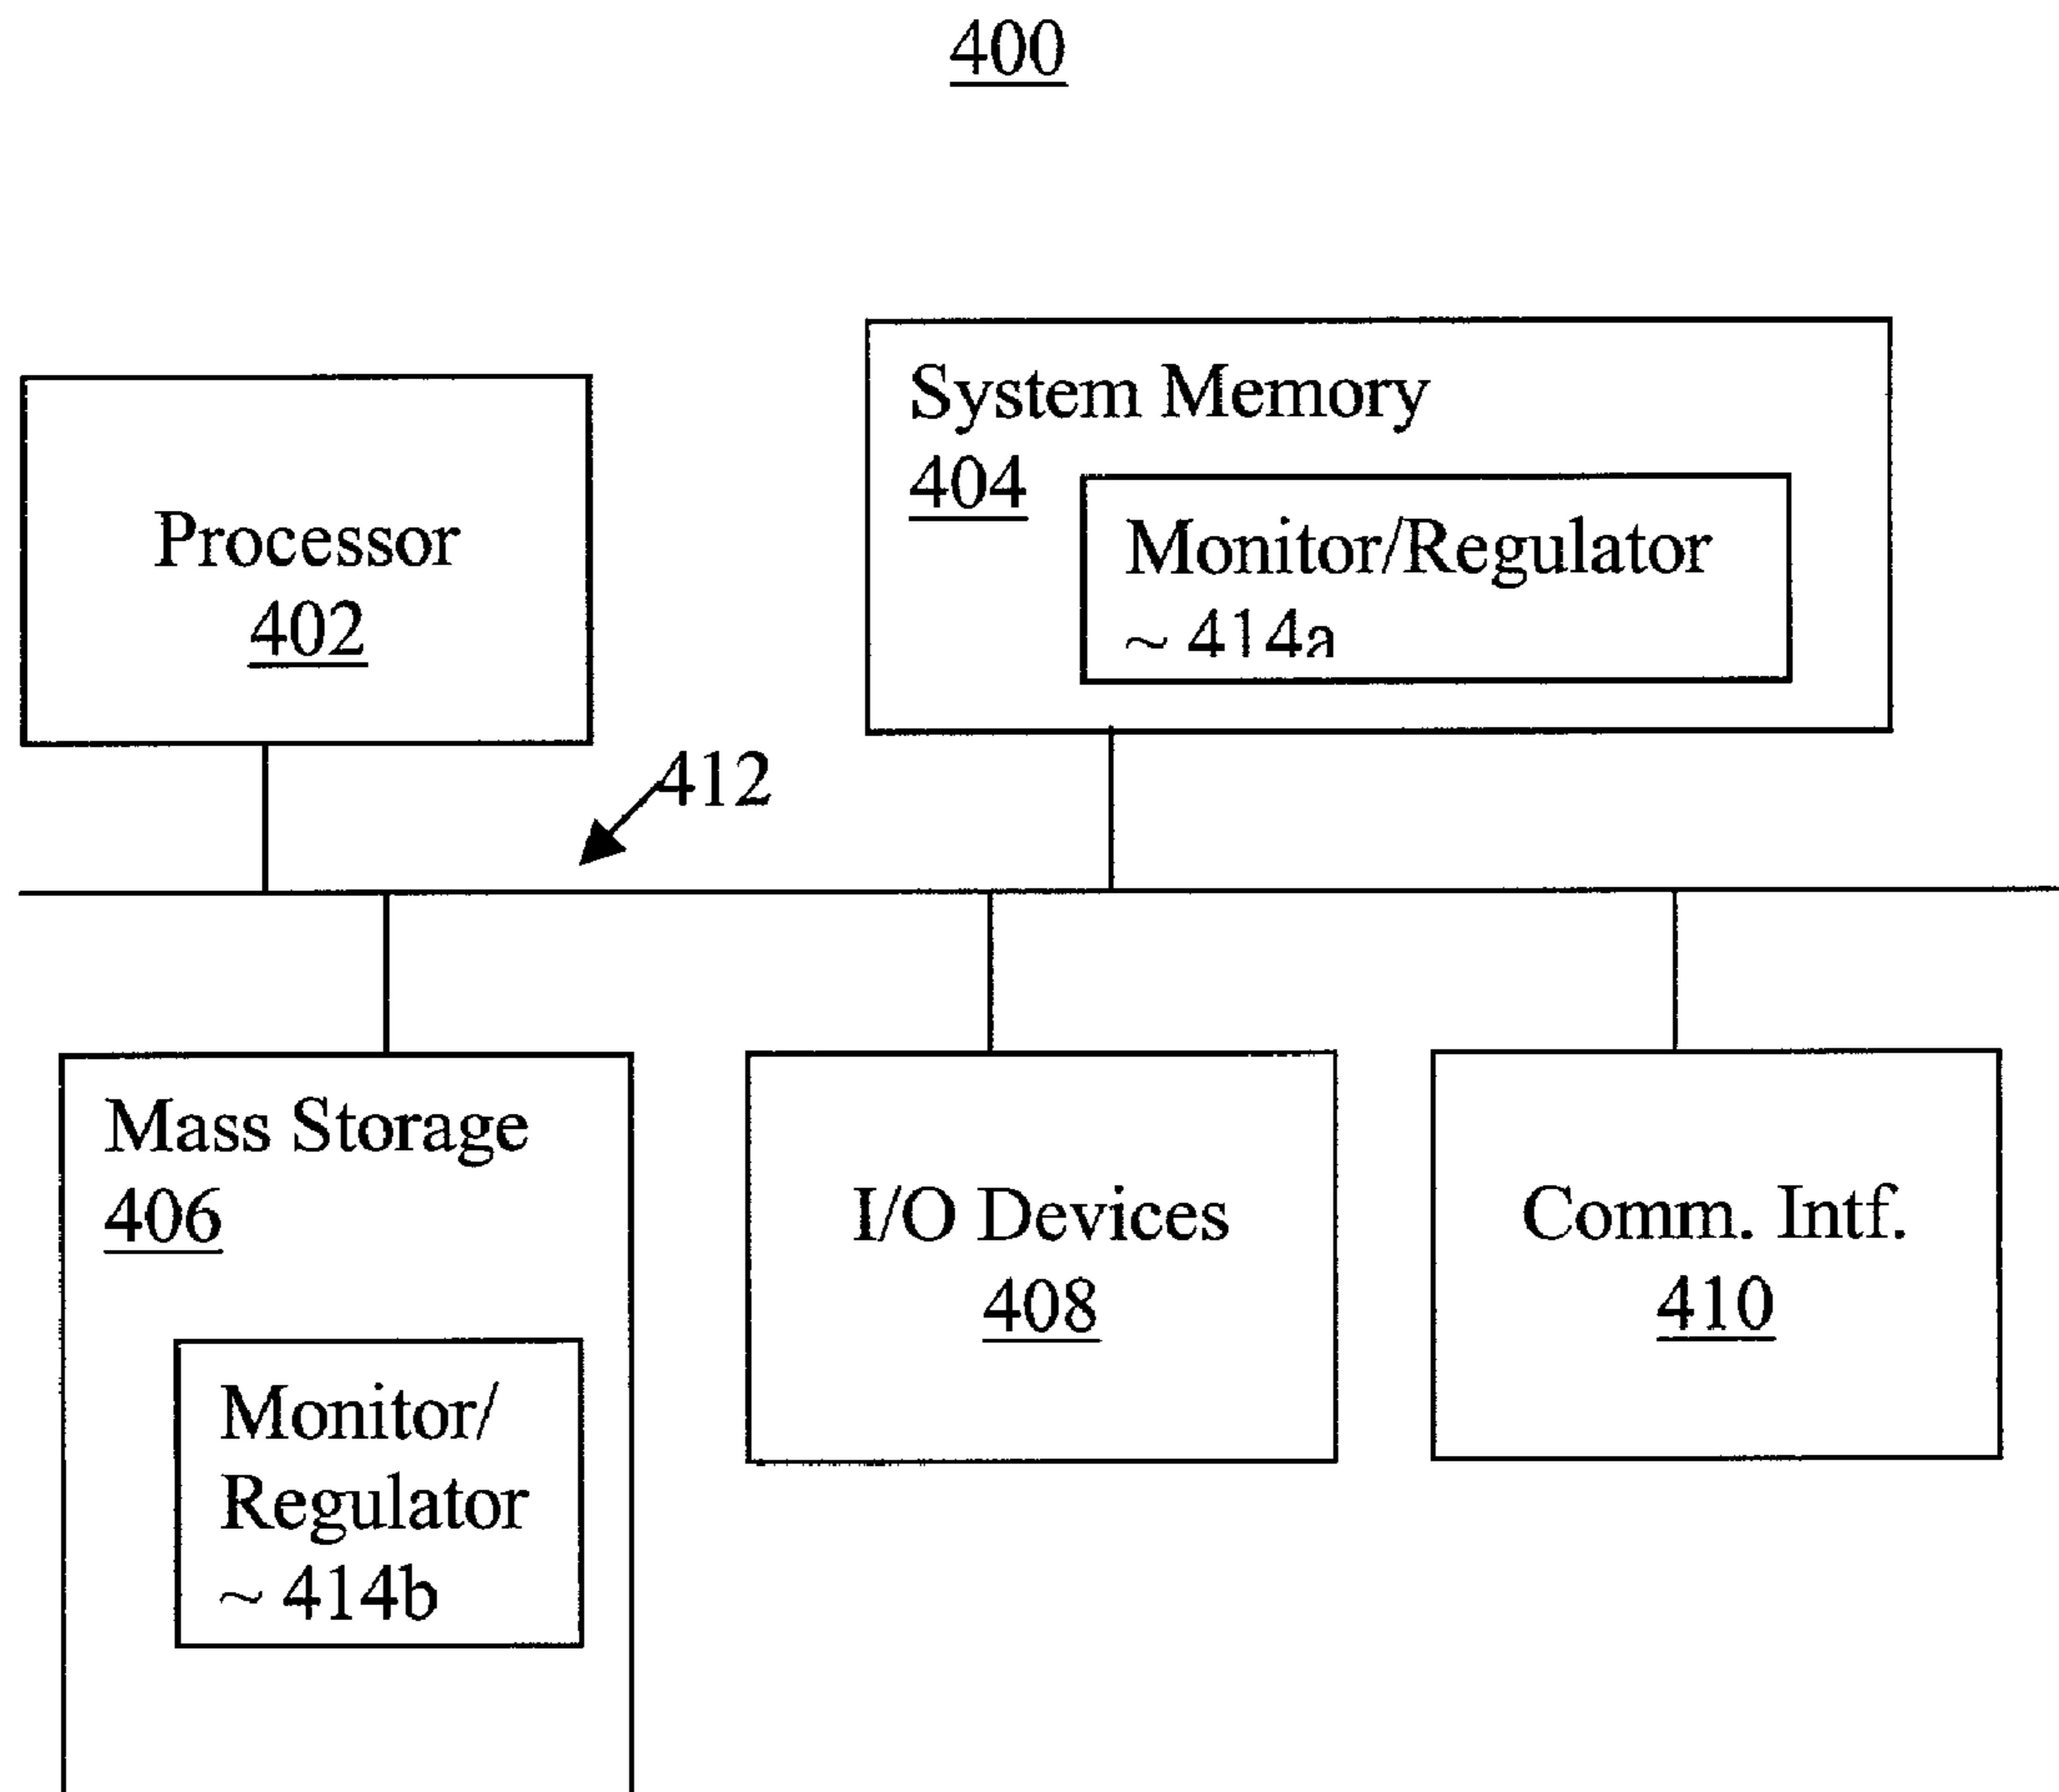 400
System Memory
404
Monitor/Regulator
~ 414a
Processor
402
412
Mass Storage
406
Monitor/
Regulator
~ 414b
I/O Devices
408
Comm. Intf.
410